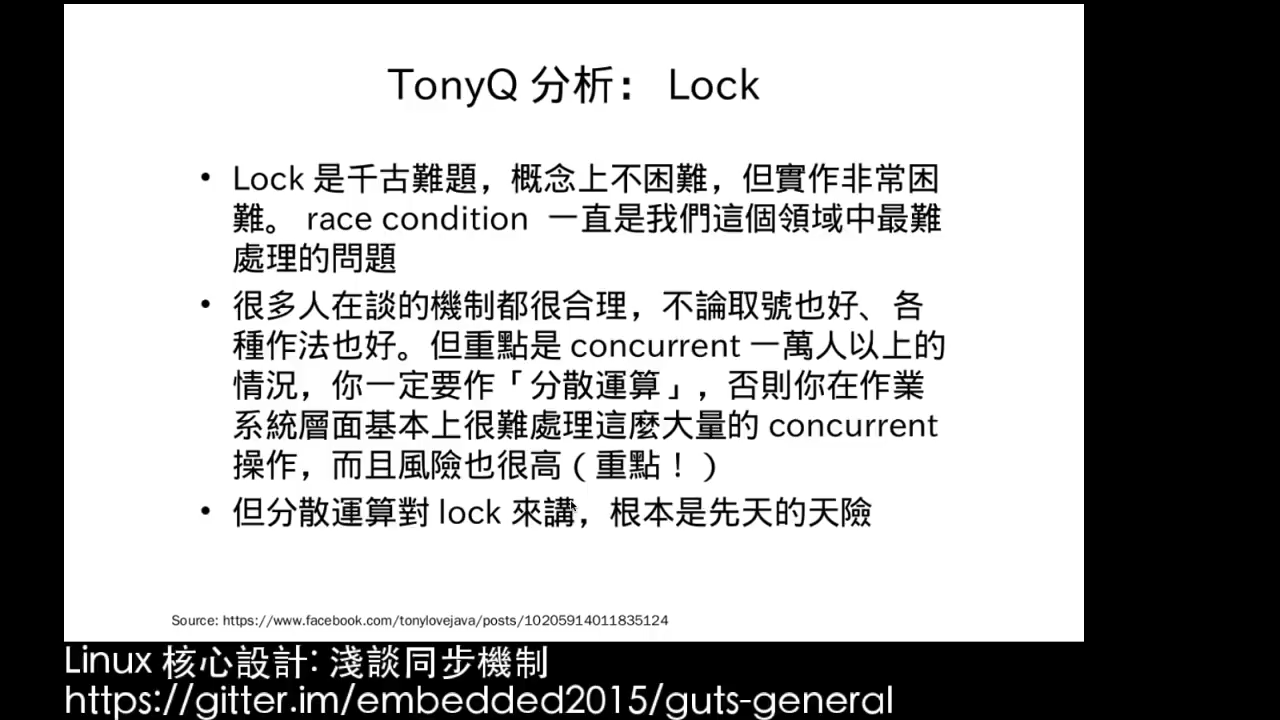 TonyQ 分析： Lock
• Lock 是千古難題，概念上不困難，但實作非常困
難。 race condition 一直是我們這個領域中最難
處理的問題
• 很多人在談的機制都很合理，不論取號也好、各
種作法也好。但重點是 concurrent 一萬人以上的
情況，你一定要作「分散運算」，否則你在作業
系統層面基本上很難處理這麼大量的 concurrent
操作，而且風險也很高（重點！）
• 但分散運算對 lock 來講，根本是先天的天險
Source: https://www.facebook.com/tonylovejava/posts/10205914011835124
Linux 核心設計: 淺談同步機制
https://gitter.im/embedded2015/guts-general